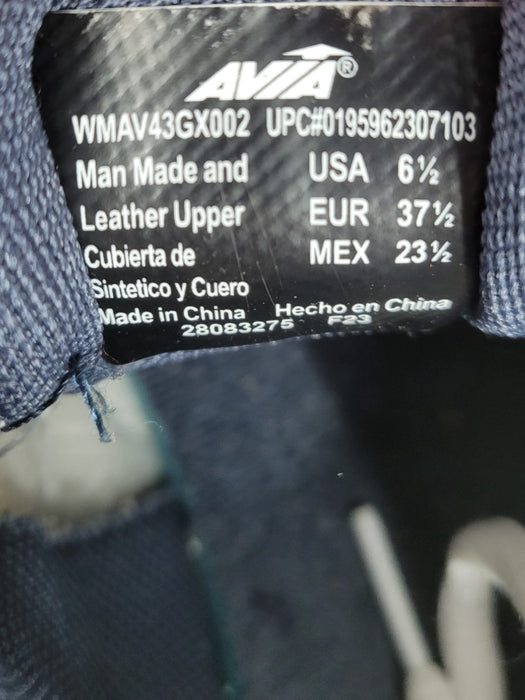 AVIA®
WMAV43GX002 UPC#0195962307103
Man Made and USA 6½
Leather Upper EUR 37½
Cubierta de MEX 23½
Sintetico y Cuero
Made in China Hecho en China
28083275 F23